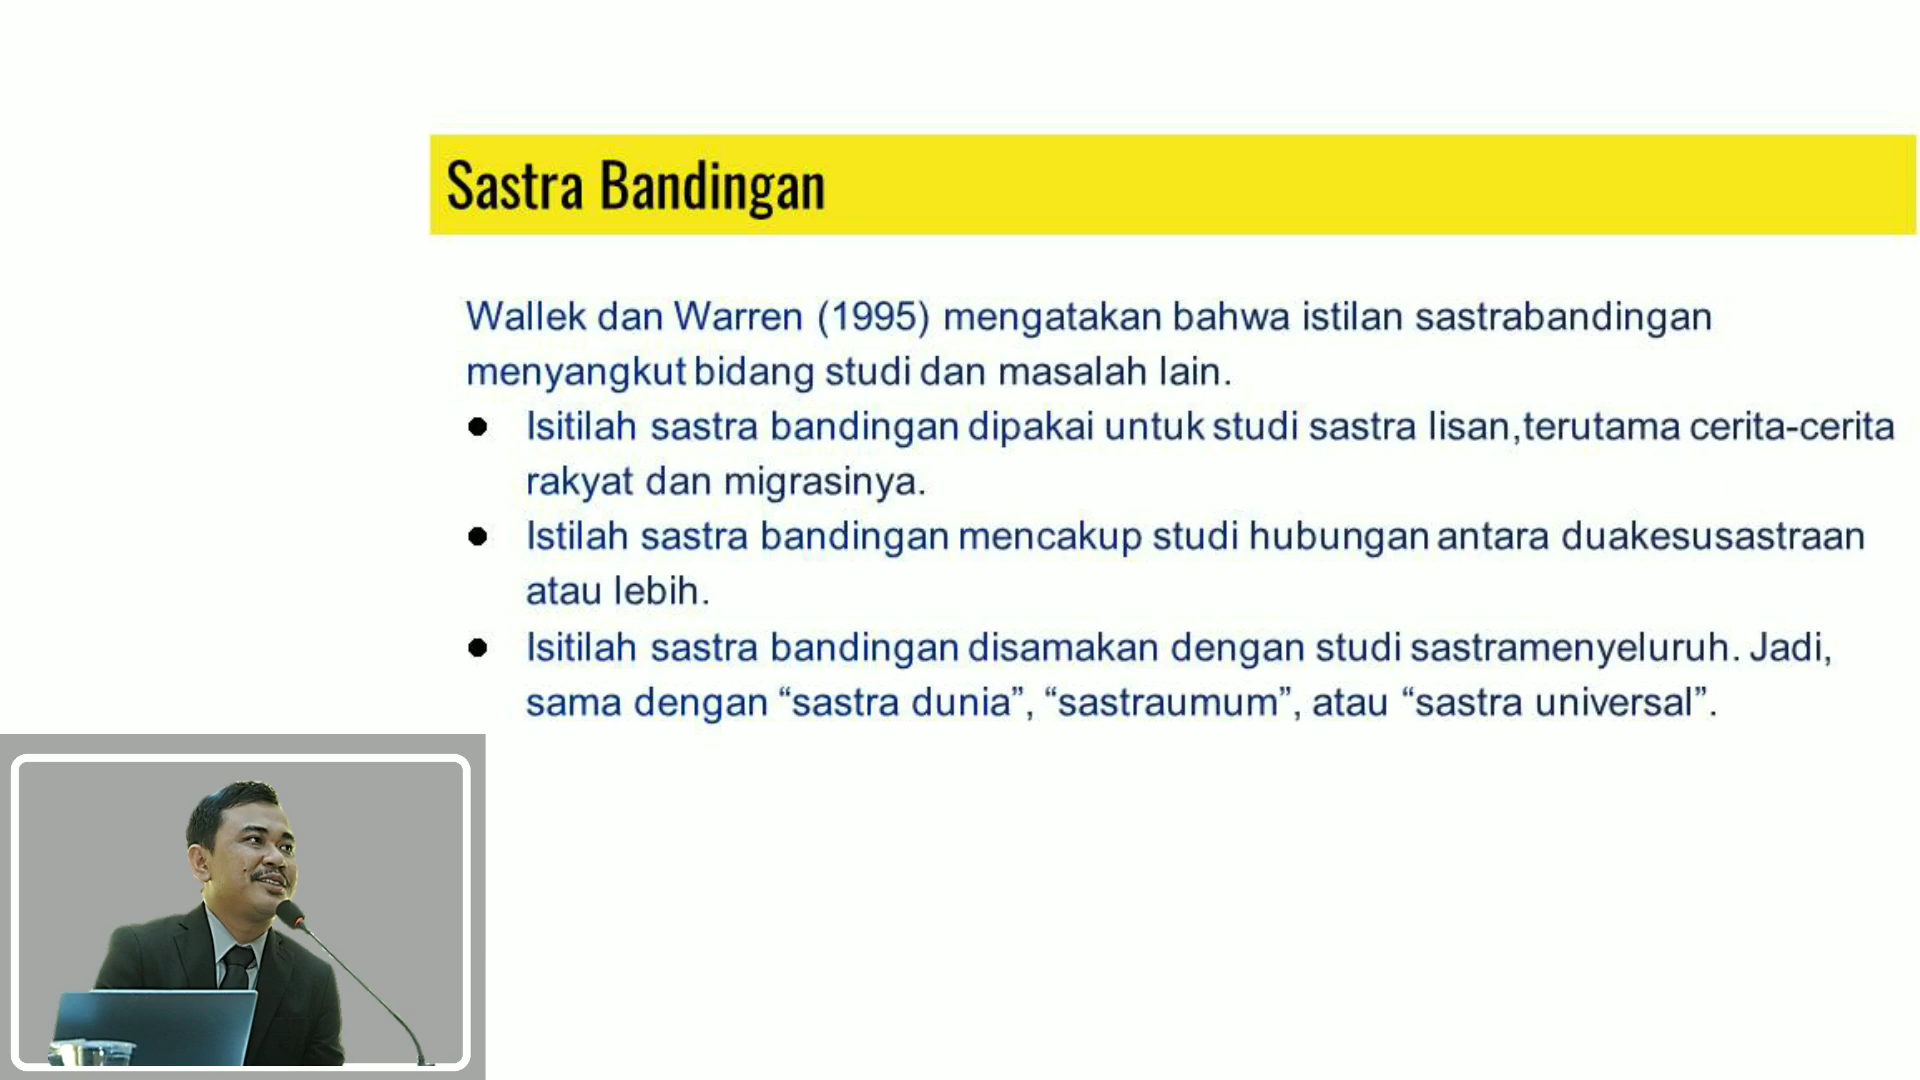 Sastra Bandingan
Wallek dan Warren (1995) mengatakan bahwa istilan sastrabandingan
menyangkut bidang studi dan masalah lain.
● Isitilah sastra bandingan dipakai untuk studi sastra lisan,terutama cerita-cerita
rakyat dan migrasinya.
● Istilah sastra bandingan mencakup studi hubungan antara duakesusastraan
atau lebih.
● Isitilah sastra bandingan disamakan dengan studi sastramenyeluruh. Jadi,
sama dengan “sastra dunia”, “sastraumum”, atau “sastra universal”.